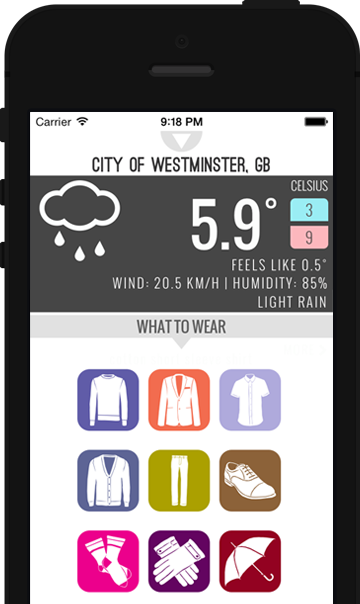 Carrier 9:18 PM
CITY OF WESTMINSTER, GB
CELSIUS
5.9°
3
9
FEELS LIKE 0.5°
WIND: 20.5 KM/H | HUMIDITY: 85%
LIGHT RAIN
WHAT TO WEAR